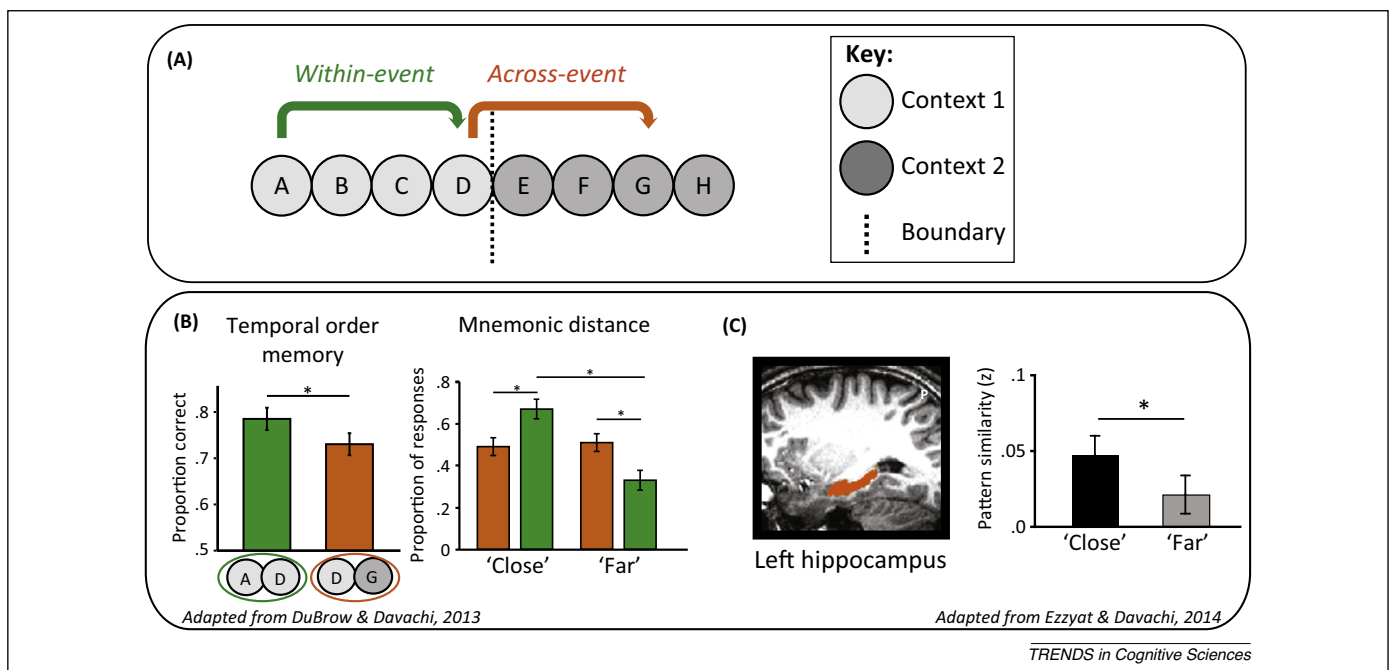 (A)
Within-event Across-event
A B C D E F G H
Key:
Context 1
Context 2
Boundary
(B)
Temporal order
memory
Proportion correct
.8
.7
.6
.5
*
A D D G
Mnemonic distance
Proportion of responses
.8
.6
.4
.2
0
* * *
‘Close’ ‘Far’
Adapted from DuBrow & Davachi, 2013
(C)
P
Left hippocampus
Pattern similarity (z)
.1
.05
.0
*
‘Close’ ‘Far’
Adapted from Ezzyat & Davachi, 2014
TRENDS in Cognitive Sciences